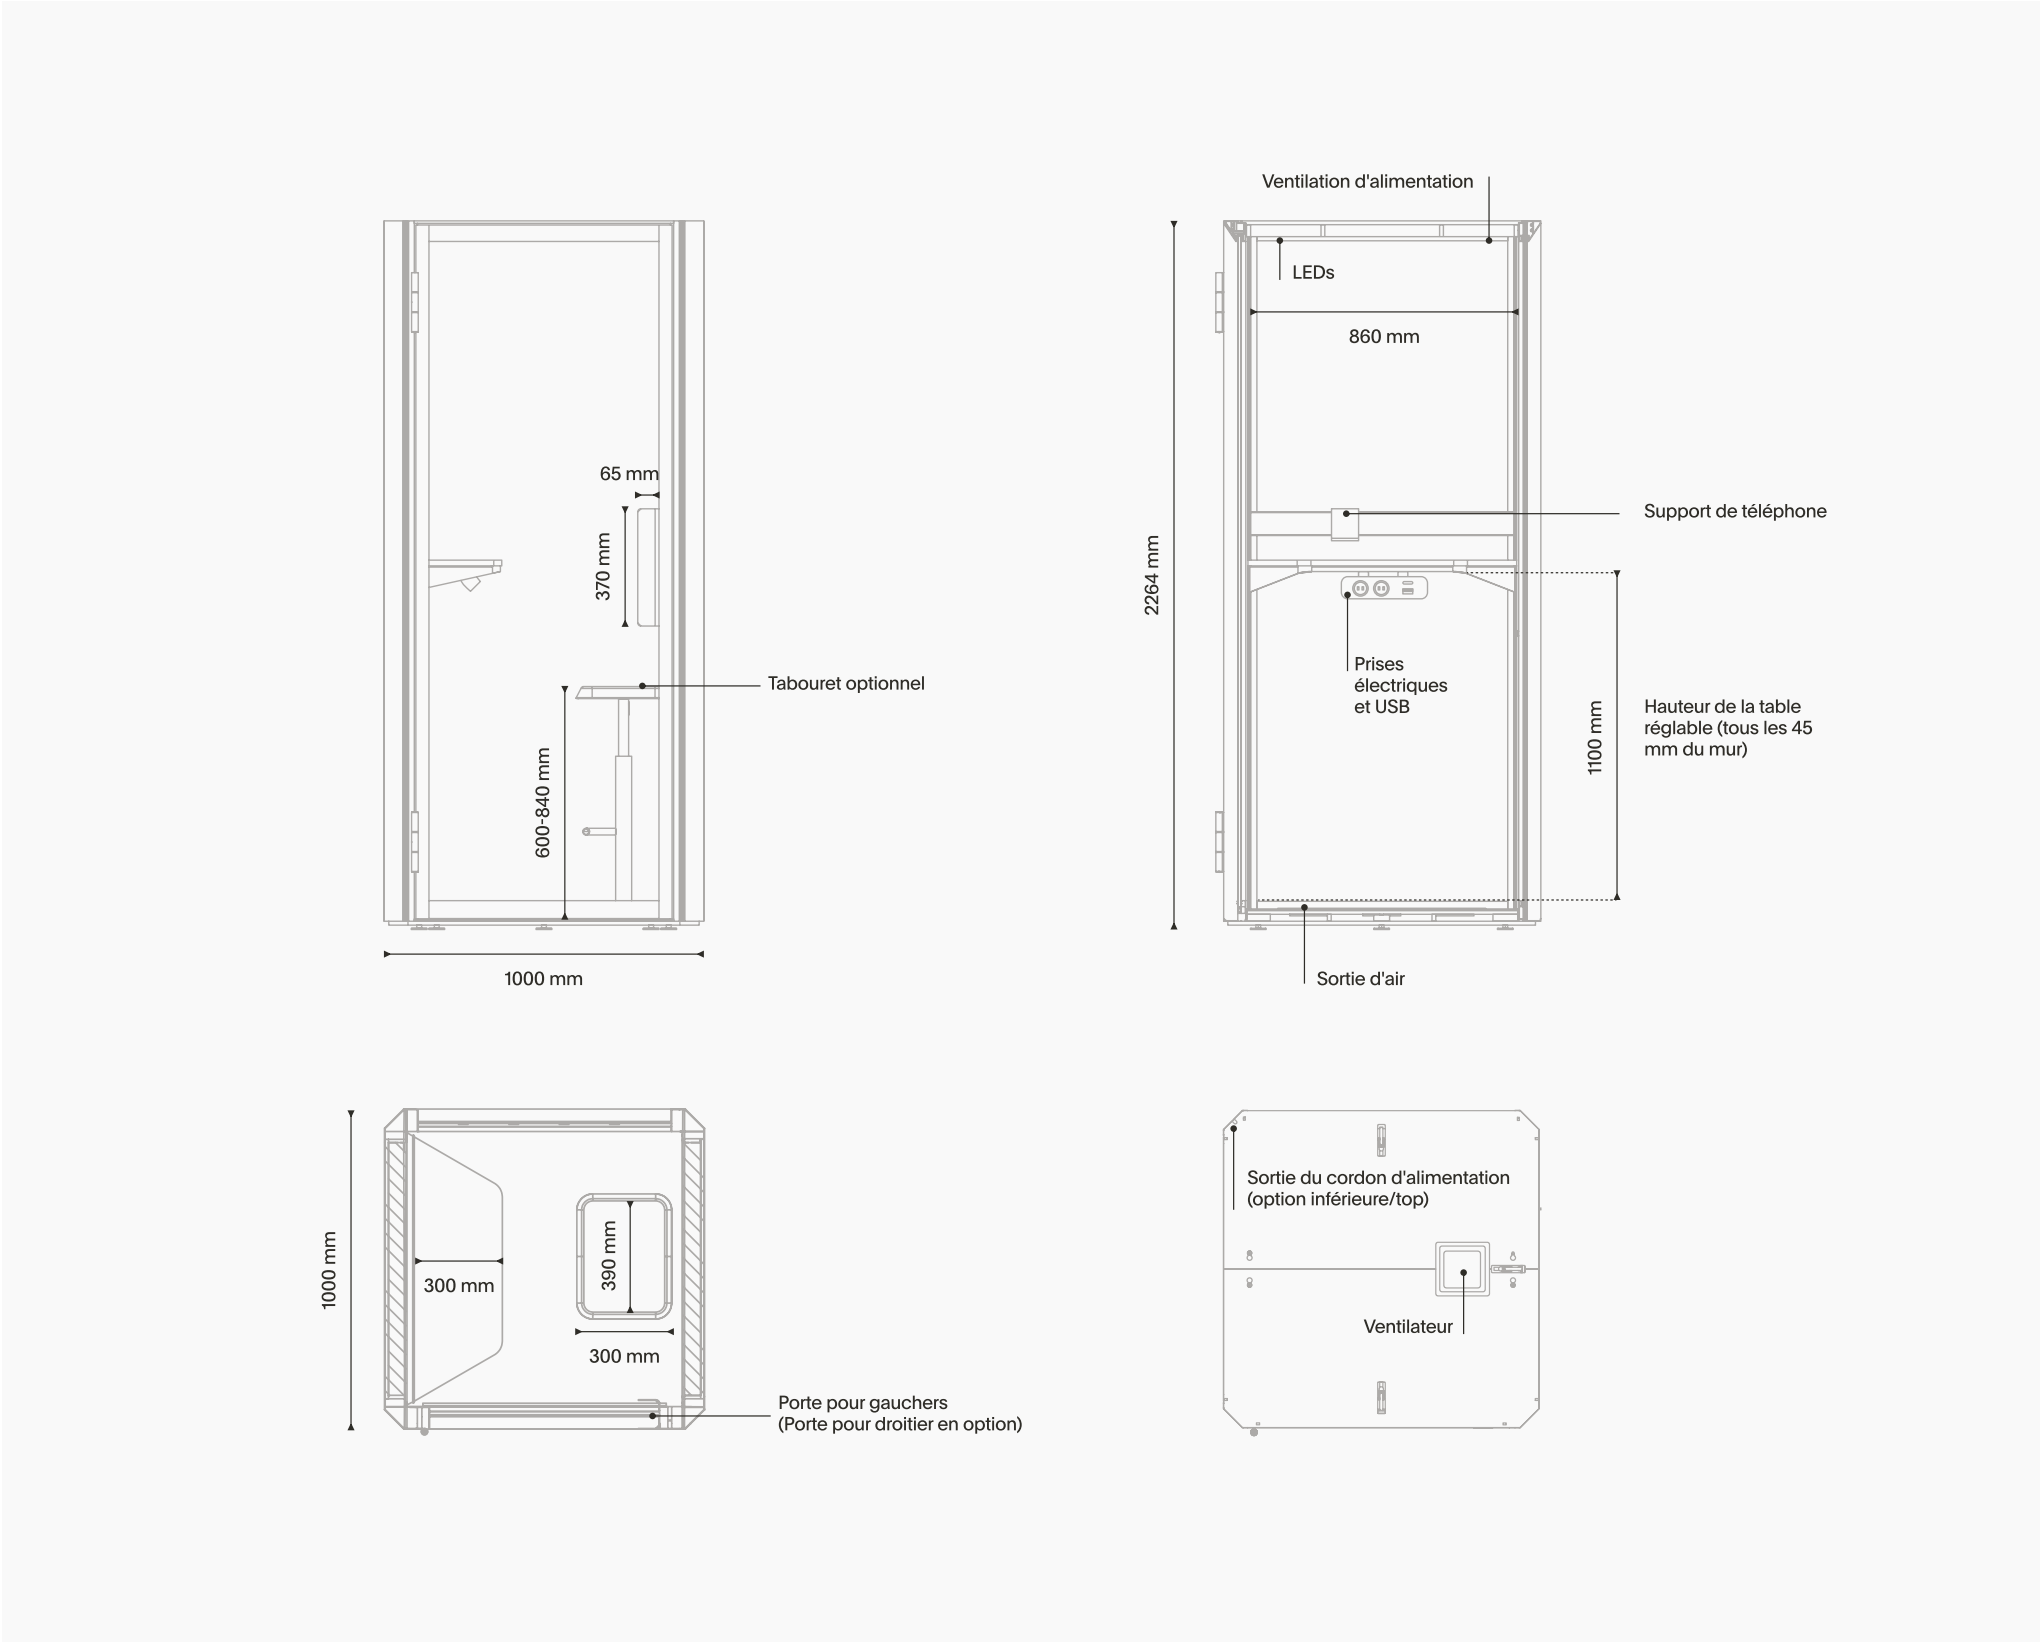 Ventilation d'alimentation
LEDs
860 mm
65 mm
370 mm
Support de téléphone
2264 mm
Prises
électriques
et USB
Tabouret optionnel
600-840 mm
1100 mm
Hauteur de la table
réglable (tous les 45
mm du mur)
1000 mm
Sortie d'air
1000 mm
300 mm
390 mm
300 mm
Porte pour gauchers
(Porte pour droitier en option)
Sortie du cordon d'alimentation
(option inférieure/top)
Ventilateur